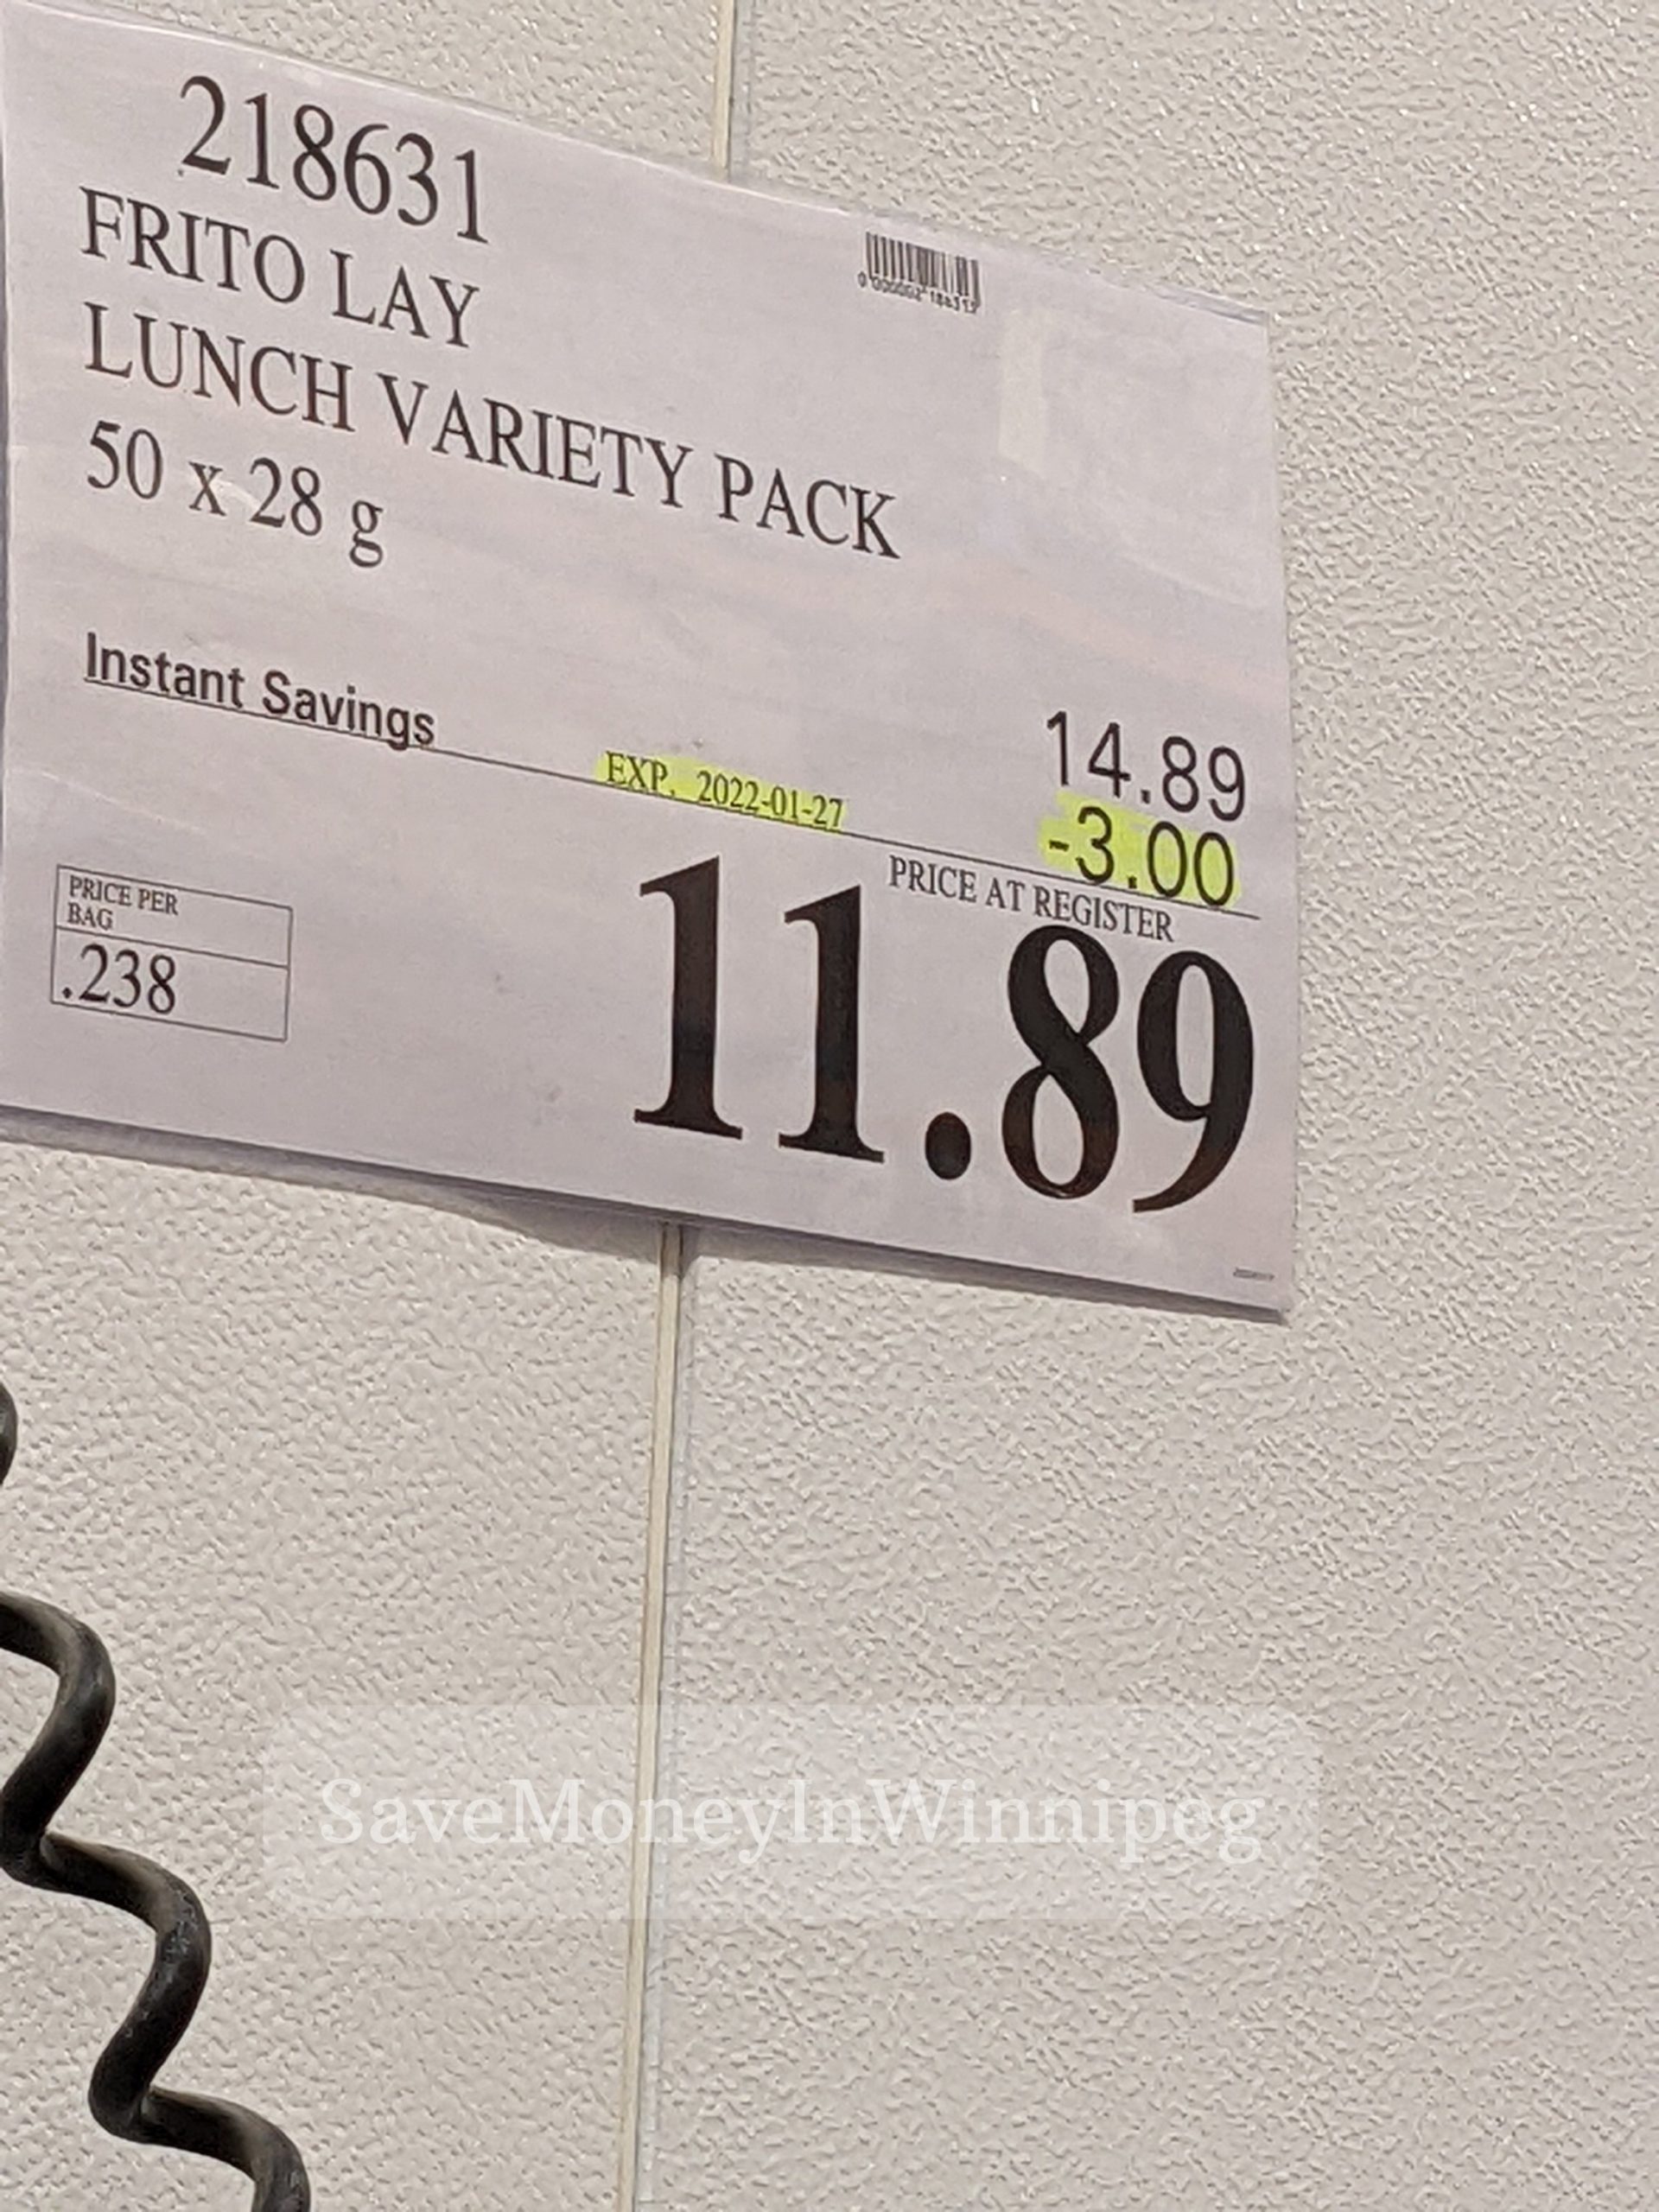 218631
FRITO LAY
LUNCH VARIETY PACK
50 x 28 g
Instant Savings
14.89
EXP. 2022-01-27
-3.00
PRICE AT REGISTER
11.89
PRICE PER
BAG
.238
SaveMoneyInWinnipeg